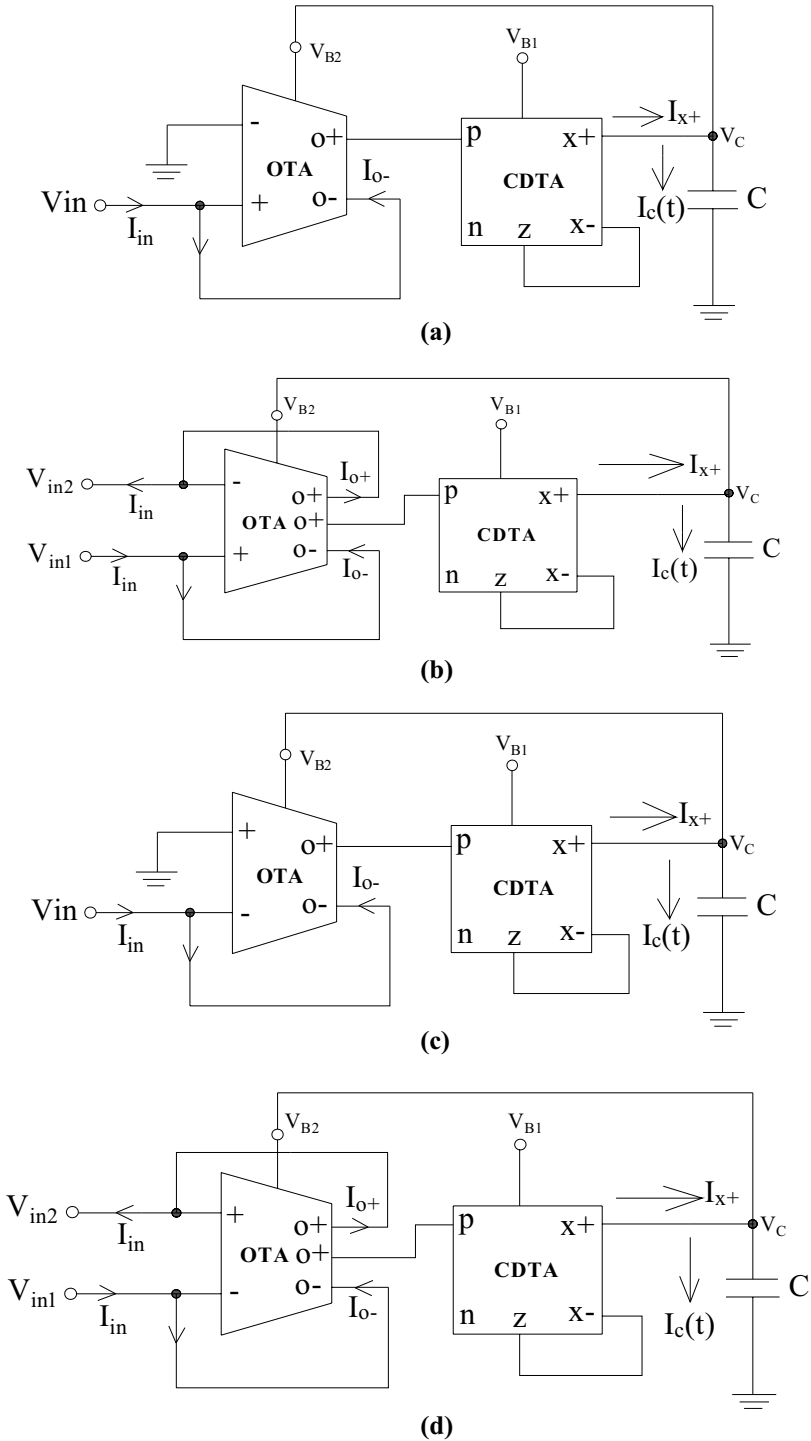 V_B2
V_B1
-
o+
p
x+
I_x+
V_C
OTA
I_o-
CDTA
I_c(t)
C
Vin
I_in
+
o-
n
z
x-
(a)
V_B2
V_B1
V_in2
I_in
-
o+
I_o+
p
x+
I_x+
V_C
OTA
o+
CDTA
I_c(t)
C
V_in1
I_in
+
o-
I_o-
n
z
x-
(b)
V_B2
V_B1
+
o+
p
x+
I_x+
V_C
OTA
I_o-
CDTA
I_c(t)
C
Vin
I_in
-
o-
n
z
x-
(c)
V_B2
V_B1
V_in2
I_in
+
o+
I_o+
p
x+
I_x+
V_C
OTA
o+
CDTA
I_c(t)
C
V_in1
I_in
-
o-
I_o-
n
z
x-
(d)